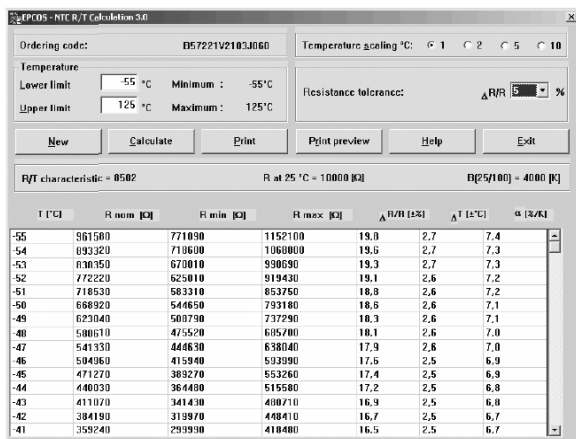 EPCOS - NTC R/T Calculation 3.0
Ordering code: B57221V2103J060 Temperature scaling °C: 1 2 5 10
Temperature
Lower limit -55 °C Minimum : -55°C
Upper limit 125 °C Maximum : 125°C
Resistance tolerance: ΔR/R 5 %
New Calculate Print Print preview Help Exit
R/T characteristic = 8502 R at 25 °C = 10000 [Ω] B[25/100] = 4000 [K]
T [°C] R nom [Ω] R min [Ω] R max [Ω] ΔR/R [±%] ΔT [±°C] α [%/K]
-55 961580 771090 1152100 19,8 2,7 7,4
-54 893320 718600 1068000 19,6 2,7 7,3
-53 830350 670010 990690 19,3 2,7 7,3
-52 772220 625010 919430 19,1 2,6 7,2
-51 718530 583310 853750 18,8 2,6 7,2
-50 668920 544650 793180 18,6 2,6 7,1
-49 623040 508790 737290 18,3 2,6 7,1
-48 580610 475520 685700 18,1 2,6 7,0
-47 541330 444630 638040 17,9 2,6 7,0
-46 504960 415940 593990 17,6 2,5 6,9
-45 471270 389270 553260 17,4 2,5 6,9
-44 440030 364480 515580 17,2 2,5 6,8
-43 411070 341430 480710 16,9 2,5 6,8
-42 384190 319970 448410 16,7 2,5 6,7
-41 359240 299990 418480 16,5 2,5 6,7